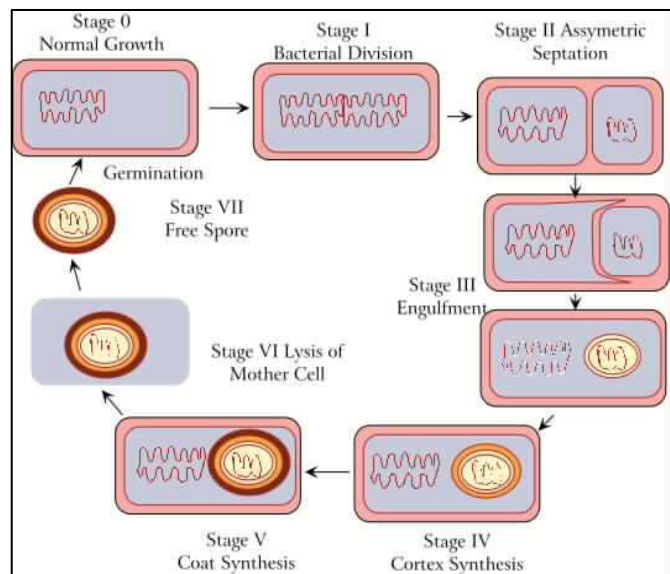 Stage 0
Normal Growth
Stage I
Bacterial Division
Stage II Assymetric
Septation
Germination
Stage VII
Free Spore
Stage III
Engulfment
Stage VI Lysis of
Mother Cell
Stage V
Coat Synthesis
Stage IV
Cortex Synthesis